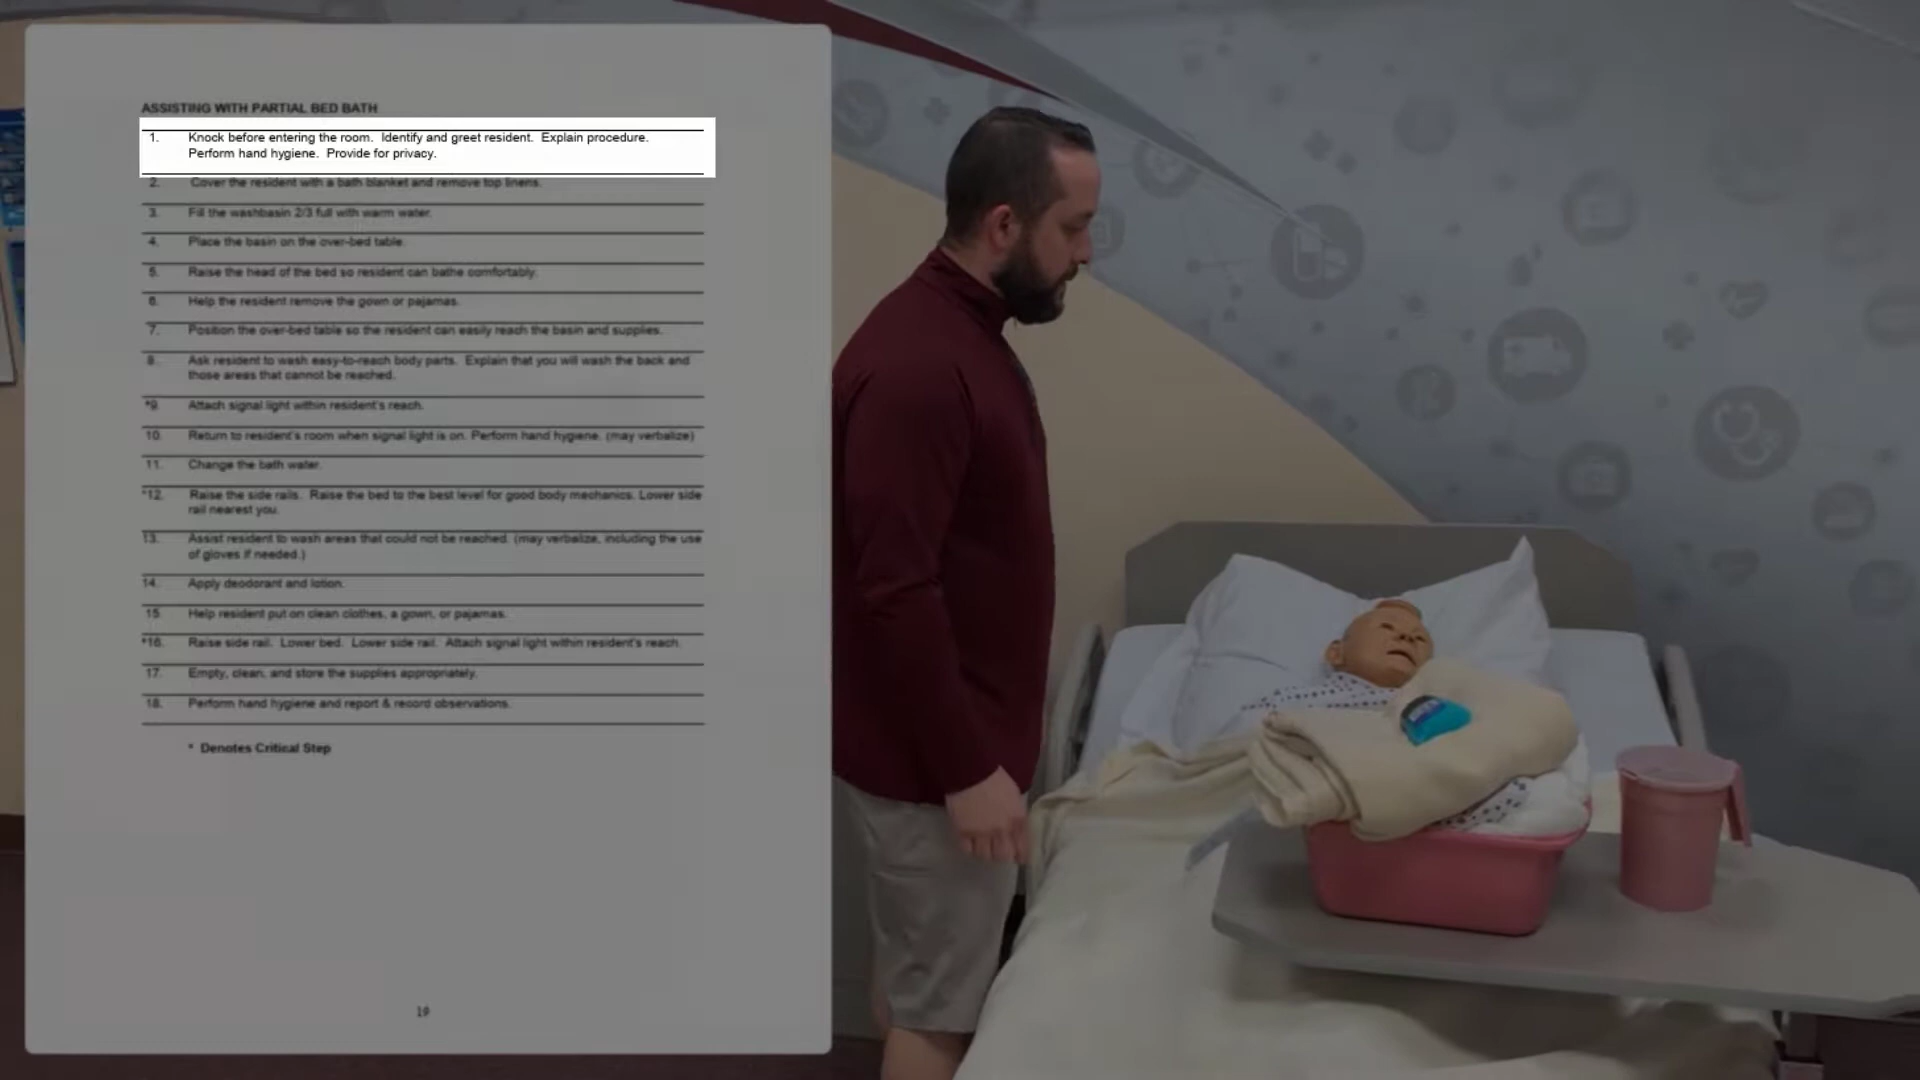 ASSISTING WITH PARTIAL BED BATH
1. Knock before entering the room. Identify and greet resident. Explain procedure.
Perform hand hygiene. Provide for privacy.
2. Cover the resident with a bath blanket and remove top linens.
3. Fill the washbasin 2/3 full with warm water.
4. Place the basin on the over-bed table.
5. Raise the head of the bed so resident can bathe comfortably.
6. Help the resident remove the gown or pajamas.
7. Position the over-bed table so the resident can easily reach the basin and supplies.
8. Ask resident to wash easy-to-reach body parts. Explain that you will wash the back and
those areas that cannot be reached.
*9. Attach signal light within resident's reach.
10. Return to resident's room when signal light is on. Perform hand hygiene. (may verbalize)
11. Change the bath water.
*12. Raise the side rails. Raise the bed to the best level for good body mechanics. Lower side
rail nearest you.
13. Assist resident to wash areas that could not be reached. (may verbalize, including the use
of gloves if needed.)
14. Apply deodorant and lotion.
15. Help resident put on clean clothes, a gown, or pajamas.
*16. Raise side rail. Lower bed. Lower side rail. Attach signal light within resident's reach.
17. Empty, clean, and store the supplies appropriately.
18. Perform hand hygiene and report & record observations.
* Denotes Critical Step
19